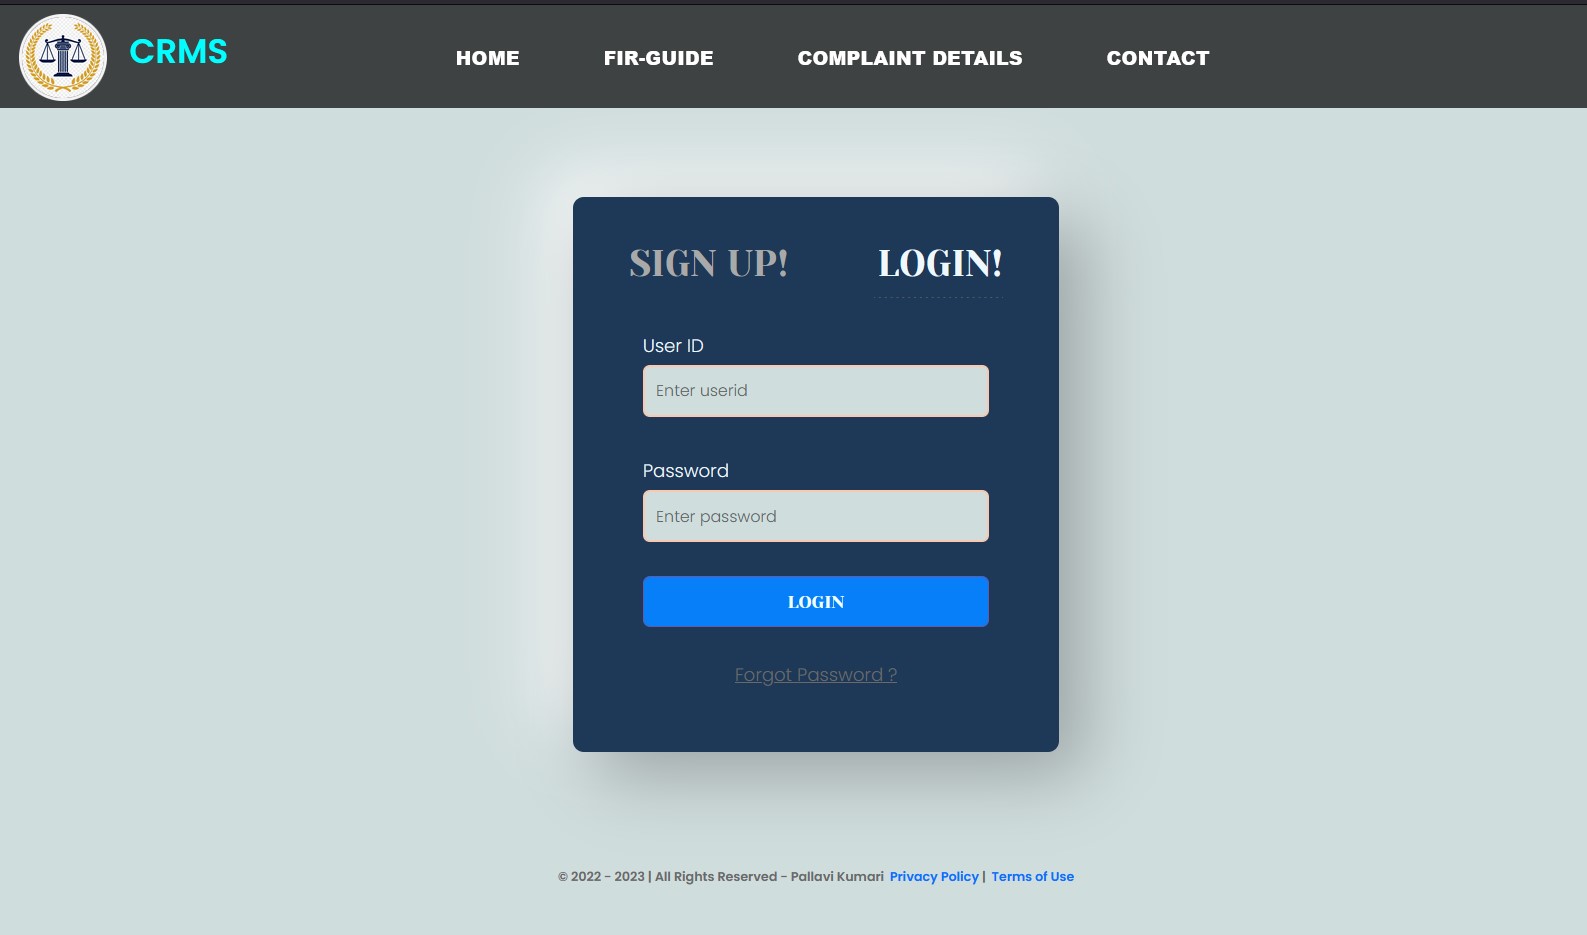 CRMS
HOME FIR-GUIDE COMPLAINT DETAILS CONTACT
SIGN UP! LOGIN!
User ID
Enter userid
Password
Enter password
LOGIN
Forgot Password ?
© 2022 - 2023 | All Rights Reserved - Pallavi Kumari Privacy Policy | Terms of Use